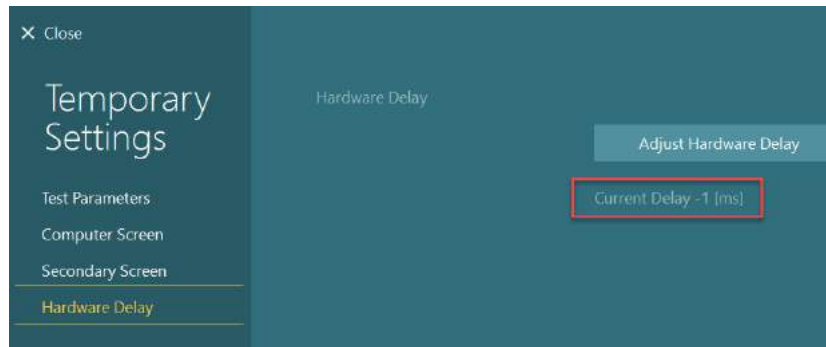 ✕ Close
Temporary
Settings
Test Parameters
Computer Screen
Secondary Screen
Hardware Delay
Hardware Delay
Adjust Hardware Delay
Current Delay -1 [ms]